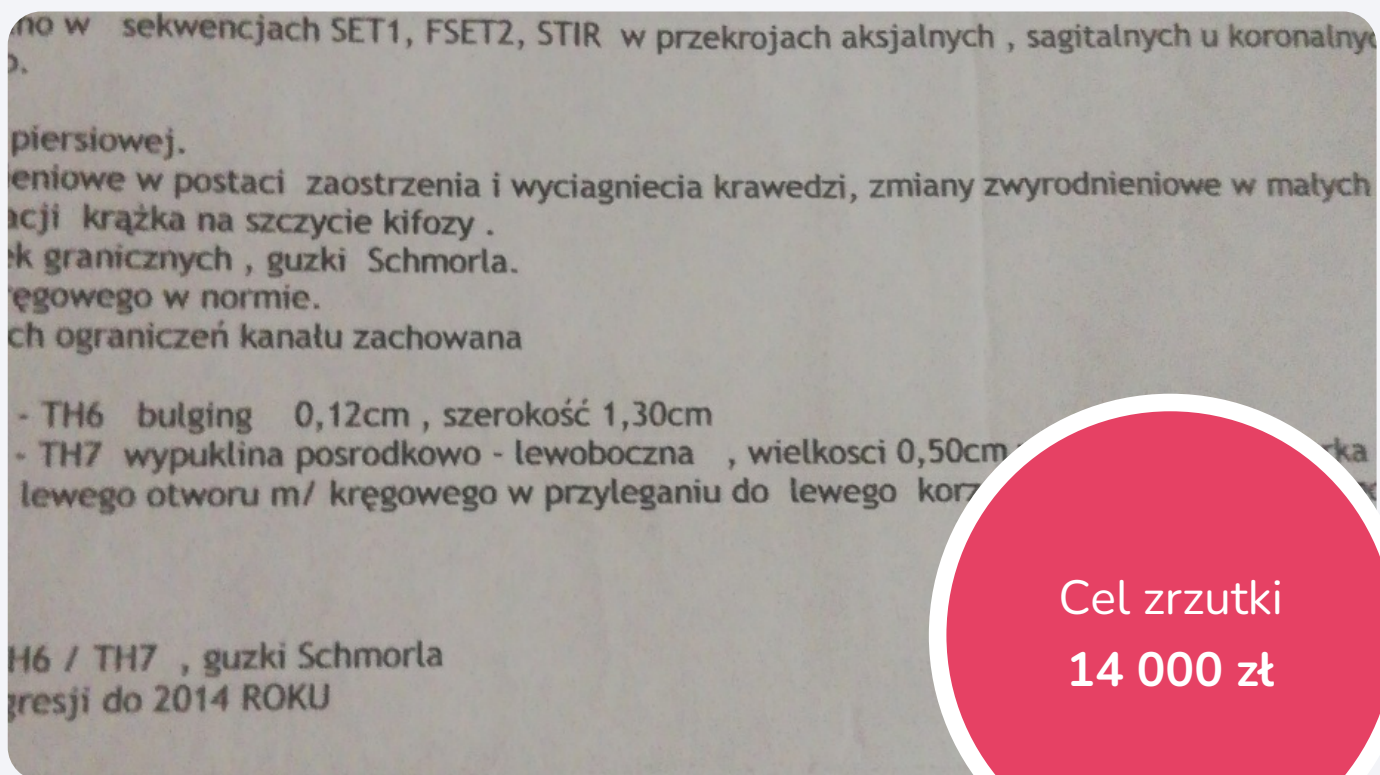 no w sekwencjach SET1, FSET2, STIR w przekrojach aksjalnych , sagitalnych u koronalnyc
o.
piersiowej.
eniowe w postaci zaostrzenia i wyciagniecia krawedzi, zmiany zwyrodnieniowe w małych
acji krążka na szczycie kifozy .
ek granicznych , guzki Schmorla.
ręgowego w normie.
ch ograniczeń kanału zachowana
- TH6 bulging 0,12cm , szerokość 1,30cm
- TH7 wypuklina posrodkowo - lewoboczna , wielkosci 0,50cm rka
lewego otworu m/ kręgowego w przyleganiu do lewego korz
H6 / TH7 , guzki Schmorla
gresji do 2014 ROKU
Cel zrzutki
14 000 zł